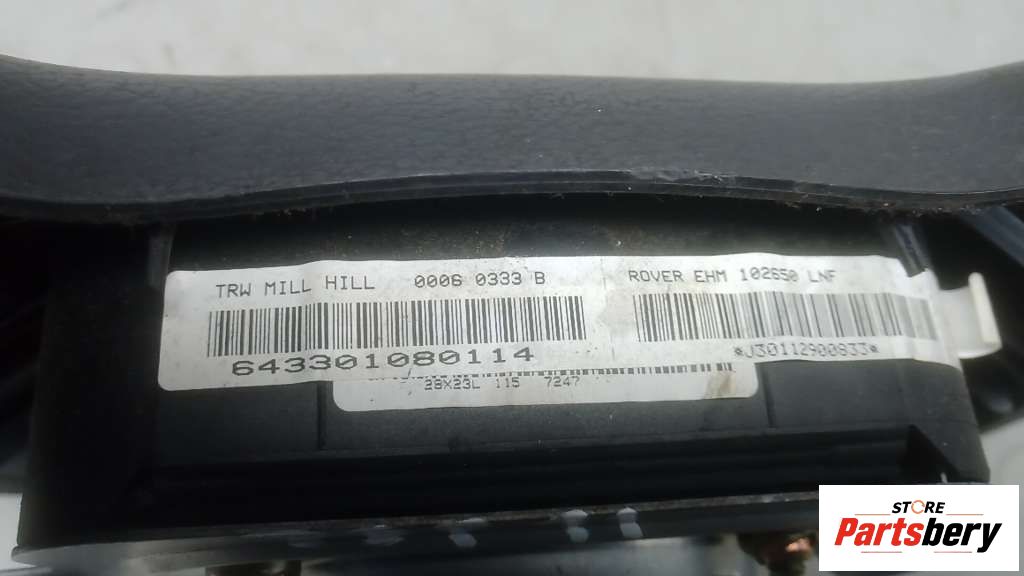 TRW MILL HILL 0006 0333 B
643301080114
ROVER EHM 102650 LNF
*J30112900833*
28X23L 115 7247
STORE
Partsbery